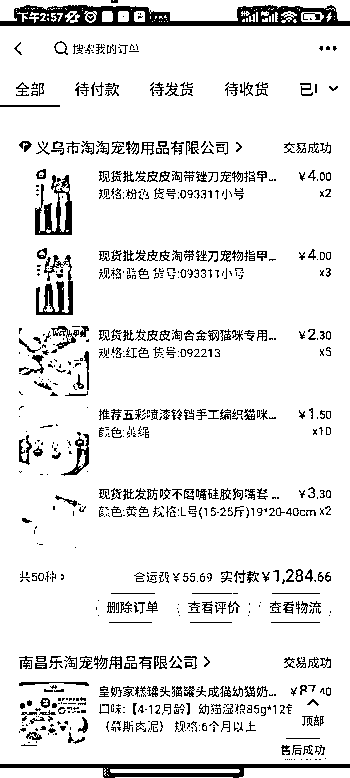 下午2:57
搜索我的订单
全部 待付款 待发货 待收货
义乌市淘淘宠物用品有限公司 交易成功
现货批发皮皮淘带锉刀宠物指甲... ¥4.00
规格:粉色 货号:093311小号 x2
现货批发皮皮淘带锉刀宠物指甲... ¥4.00
规格:蓝色 货号:093311小号 x3
现货批发皮皮淘合金钢猫咪专用... ¥2.30
规格:红色 货号:092213 x5
推荐五彩喷漆铃铛手工编织猫咪... ¥1.50
颜色:黄绳 x10
现货批发防咬不磨嘴硅胶狗嘴套... ¥3.30
颜色:黄色 规格:L号(15-25斤)19*20-40cm x2
共50种 含运费¥55.69 实付款¥1,284.66
删除订单 查看评价 查看物流
南昌乐淘宠物用品有限公司 交易成功
皇奶家糕罐头猫罐头成猫幼猫奶...
口味:【4-12月龄】幼猫湿粮85g*12
(慕斯肉泥) 规格:6个月以上
顶部
售后成功